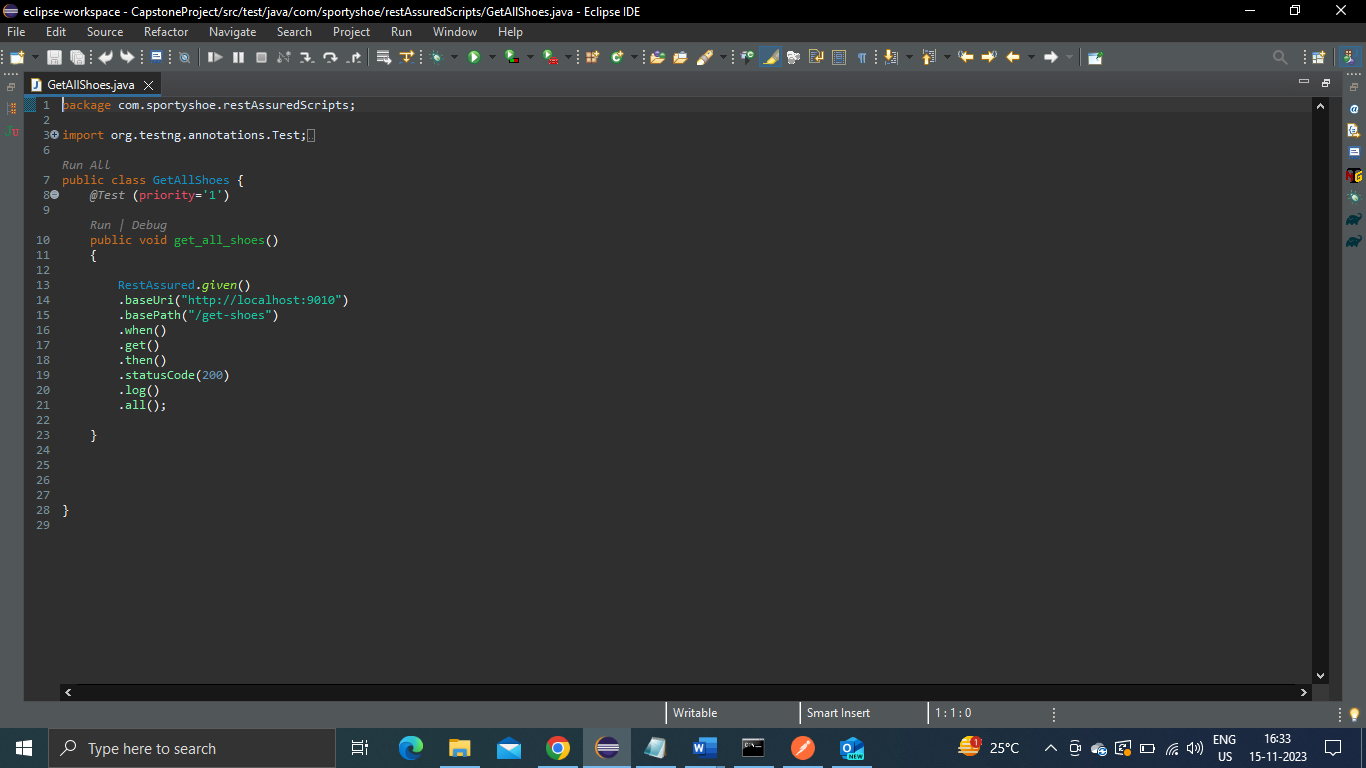 eclipse-workspace - CapstoneProject/src/test/java/com/sportyshoe/restAssuredScripts/GetAllShoes.java - Eclipse IDE
File Edit Source Refactor Navigate Search Project Run Window Help
GetAllShoes.java
1 package com.sportyshoe.restAssuredScripts;
2
3 import org.testng.annotations.Test;
6
Run All
7 public class GetAllShoes {
8 @Test (priority='1')
9
Run | Debug
10 public void get_all_shoes()
11 {
12
13 RestAssured.given()
14 .baseUri("http://localhost:9010")
15 .basePath("/get-shoes")
16 .when()
17 .get()
18 .then()
19 .statusCode(200)
20 .log()
21 .all();
22
23 }
24
25
26
27
28 }
29
Writable Smart Insert 1 : 1 : 0
Type here to search
25°C
ENG
US
16:33
15-11-2023